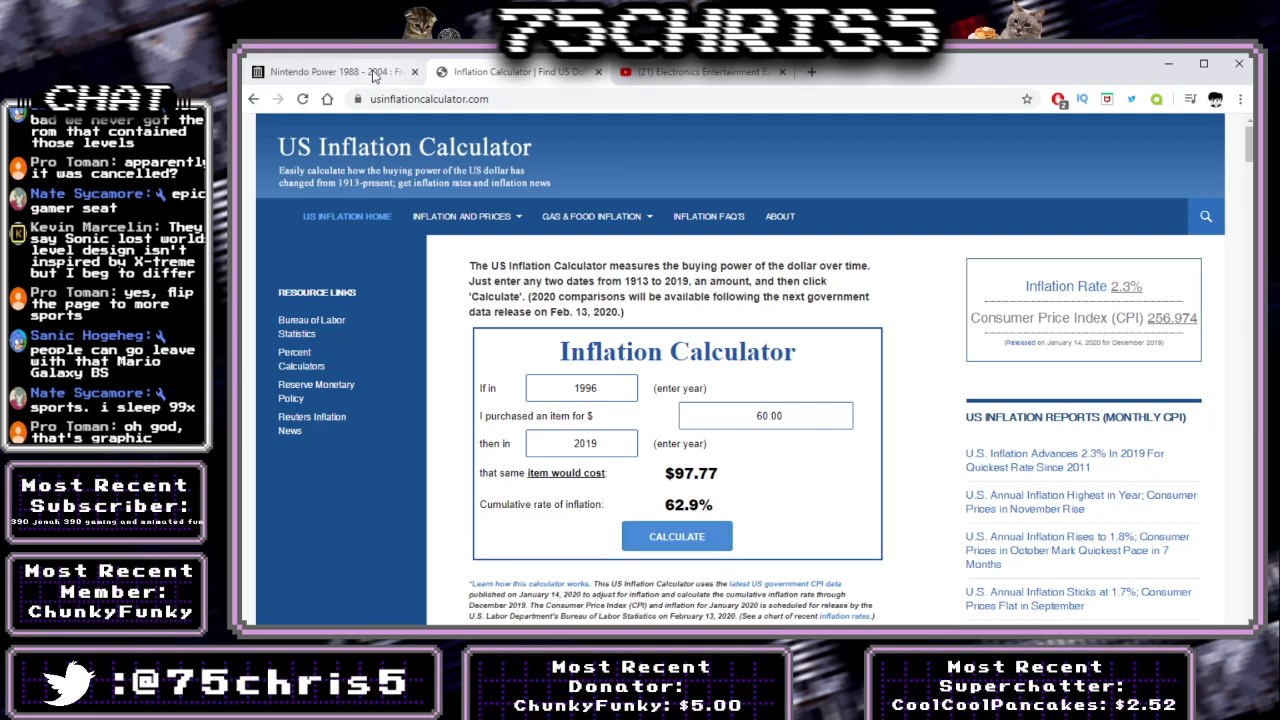 75CHRIS5
CHAT
bad we never got the
rom that contained
those levels
Pro Toman: apparently
it was cancelled?
Nate Sycamore: epic
gamer seat
Kevin Marcelin: They
say Sonic lost world
level design isn't
inspired by X-treme
but I beg to differ
Pro Toman: yes, flip
the page to more
sports
Sanic Hogeheg:
people can go leave
with that Mario
Galaxy BS
Nate Sycamore:
sports. i sleep 99x
Pro Toman: oh god,
that's graphic
Most Recent
Subscriber:
390 jonah 390 gaming and animated fun
Most Recent
Member:
ChunkyFunky
:@75chris5
Nintendo Power 1988 - 2004 : Fr
Inflation Calculator | Find US Do
(21) Electronics Entertainment Ex
usinflationcalculator.com
US Inflation Calculator
Easily calculate how the buying power of the US dollar has
changed from 1913-present; get inflation rates and inflation news
US INFLATION HOME INFLATION AND PRICES GAS & FOOD INFLATION INFLATION FAQ'S ABOUT
RESOURCE LINKS
Bureau of Labor
Statistics
Percent
Calculators
Reserve Monetary
Policy
Reuters Inflation
News
The US Inflation Calculator measures the buying power of the dollar over time.
Just enter any two dates from 1913 to 2019, an amount, and then click
'Calculate'. (2020 comparisons will be available following the next government
data release on Feb. 13, 2020.)
Inflation Calculator
If in 1996 (enter year)
I purchased an item for $ 60.00
then in 2019 (enter year)
that same item would cost: $97.77
Cumulative rate of inflation: 62.9%
CALCULATE
*Learn how this calculator works. This US Inflation Calculator uses the latest US government CPI data
published on January 14, 2020 to adjust for inflation and calculate the cumulative inflation rate through
December 2019. The Consumer Price Index (CPI) and inflation for January 2020 is scheduled for release by the
U.S. Labor Department's Bureau of Labor Statistics on February 13, 2020. (See a chart of recent inflation rates.)
Inflation Rate 2.3%
Consumer Price Index (CPI) 256.974
(Released on January 14, 2020 for December 2019)
US INFLATION REPORTS (MONTHLY CPI)
U.S. Inflation Advances 2.3% In 2019 For
Quickest Rate Since 2011
U.S. Annual Inflation Highest in Year; Consumer
Prices in November Rise
U.S. Annual Inflation Rises to 1.8%; Consumer
Prices in October Mark Quickest Pace in 7
Months
U.S. Annual Inflation Sticks at 1.7%; Consumer
Prices Flat in September
Most Recent
Donator:
ChunkyFunky: $5.00
Most Recent
Superchatter:
CoolCoolPancakes: $2.52